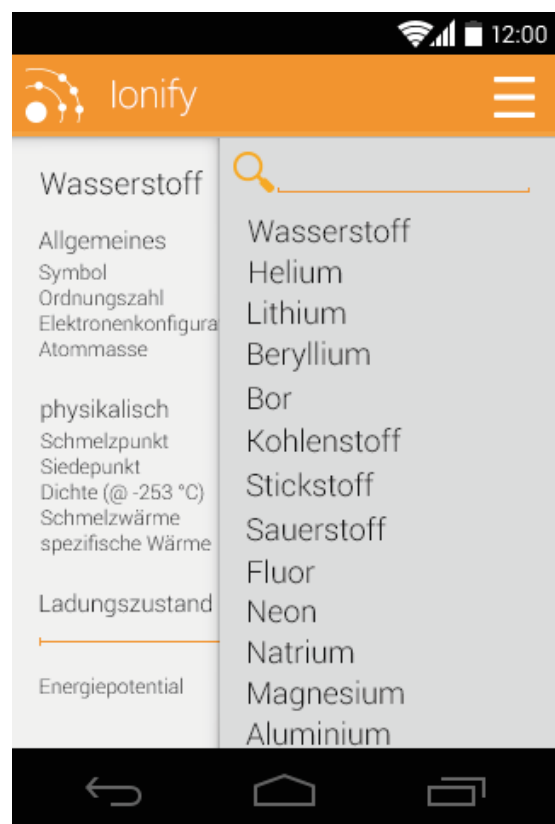 12:00
Ionify
Wasserstoff
Allgemeines
Symbol
Ordnungszahl
Elektronenkonfigura
Atommasse
physikalisch
Schmelzpunkt
Siedepunkt
Dichte (@ -253 °C)
Schmelzwärme
spezifische Wärme
Ladungszustand
Energiepotential
Wasserstoff
Helium
Lithium
Beryllium
Bor
Kohlenstoff
Stickstoff
Sauerstoff
Fluor
Neon
Natrium
Magnesium
Aluminium